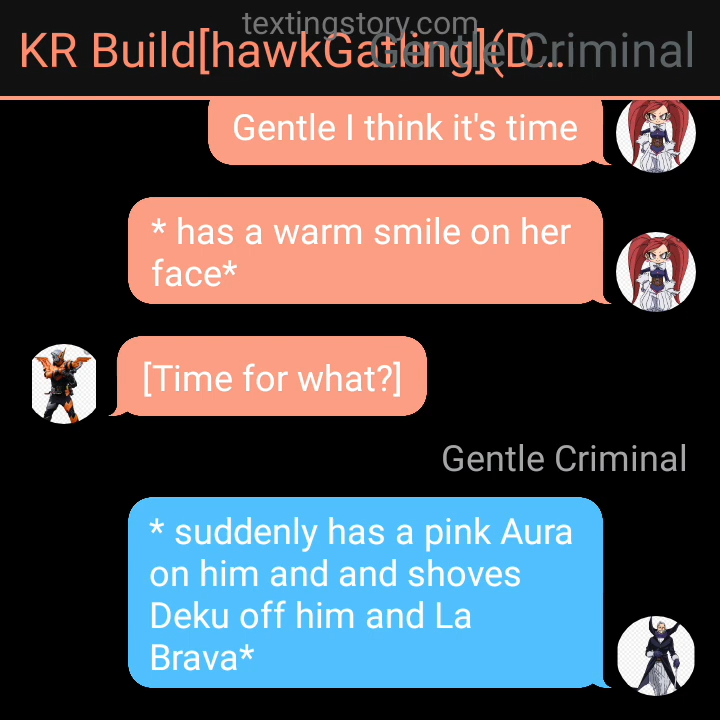 textingstory.com
KR Build[hawkGatling](D... Gentle Criminal
Gentle I think it's time
* has a warm smile on her
face*
[Time for what?]
Gentle Criminal
* suddenly has a pink Aura
on him and and shoves
Deku off him and La
Brava*